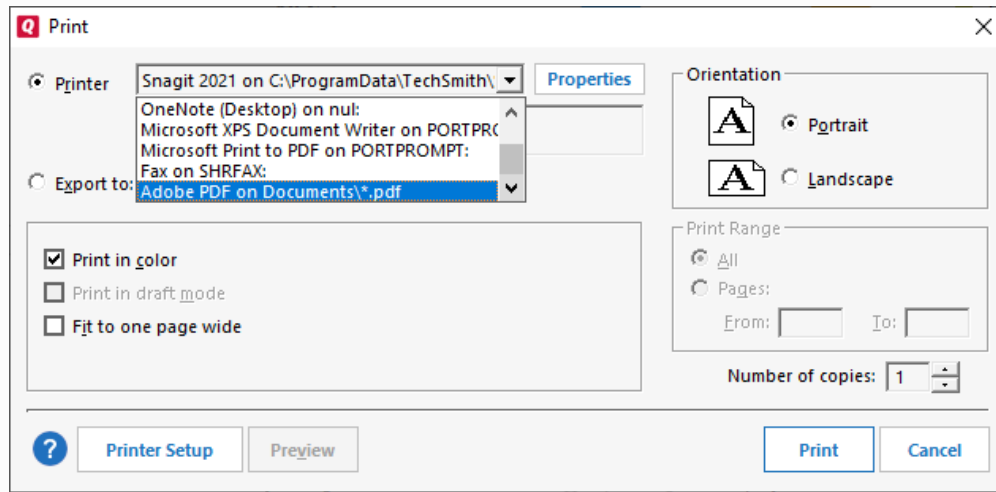 Print
Printer
Snagit 2021 on C:\ProgramData\TechSmith\
Properties
OneNote (Desktop) on nul:
Microsoft XPS Document Writer on PORTPRO
Microsoft Print to PDF on PORTPROMPT:
Fax on SHRFAX:
Adobe PDF on Documents\*.pdf
Export to:
Print in color
Print in draft mode
Fit to one page wide
Orientation
A
Portrait
A
Landscape
Print Range
All
Pages:
From: To:
Number of copies: 1
? Printer Setup Preview Print Cancel